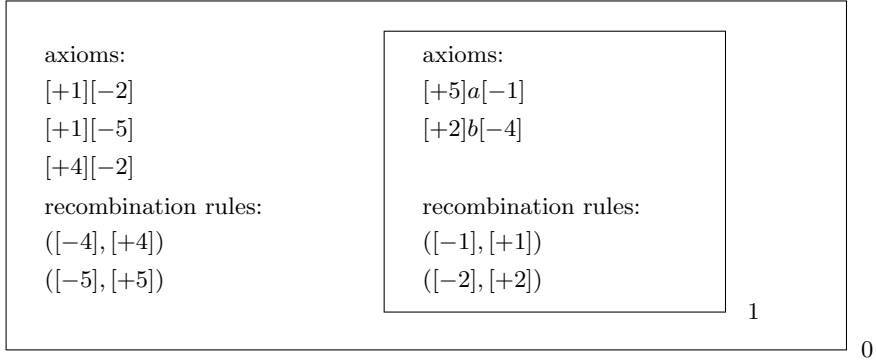 axioms:
[+1][−2]
[+1][−5]
[+4][−2]
recombination rules:
([−4], [+4])
([−5], [+5])
axioms:
[+5]a[−1]
[+2]b[−4]
recombination rules:
([−1], [+1])
([−2], [+2])
1
0